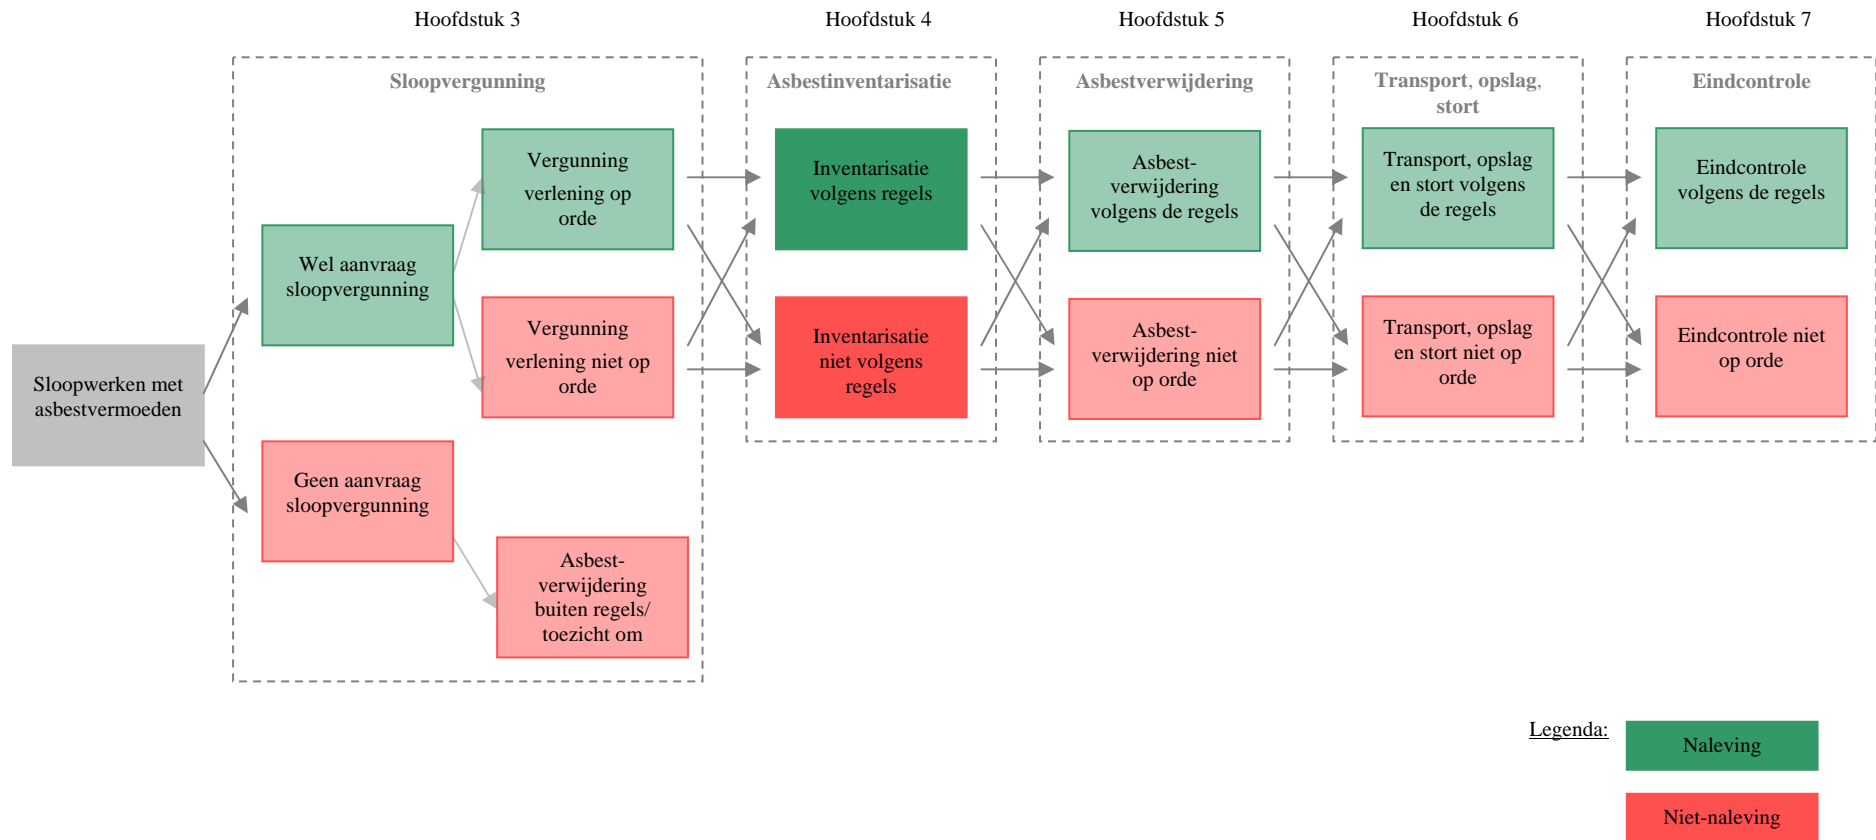 Hoofdstuk 3
Hoofdstuk 4
Hoofdstuk 5
Hoofdstuk 6
Hoofdstuk 7
Sloopvergunning
Asbestinventarisatie
Asbestverwijdering
Transport, opslag,
stort
Eindcontrole
Sloopwerken met
asbestvermoeden
Wel aanvraag
sloopvergunning
Geen aanvraag
sloopvergunning
Vergunning
verlening op
orde
Vergunning
verlening niet op
orde
Asbest-
verwijdering
buiten regels/
toezicht om
Inventarisatie
volgens regels
Inventarisatie
niet volgens
regels
Asbest-
verwijdering
volgens de regels
Asbest-
verwijdering niet
op orde
Transport, opslag
en stort volgens
de regels
Transport, opslag
en stort niet op
orde
Eindcontrole
volgens de regels
Eindcontrole niet
op orde
Legenda:
Naleving
Niet-naleving